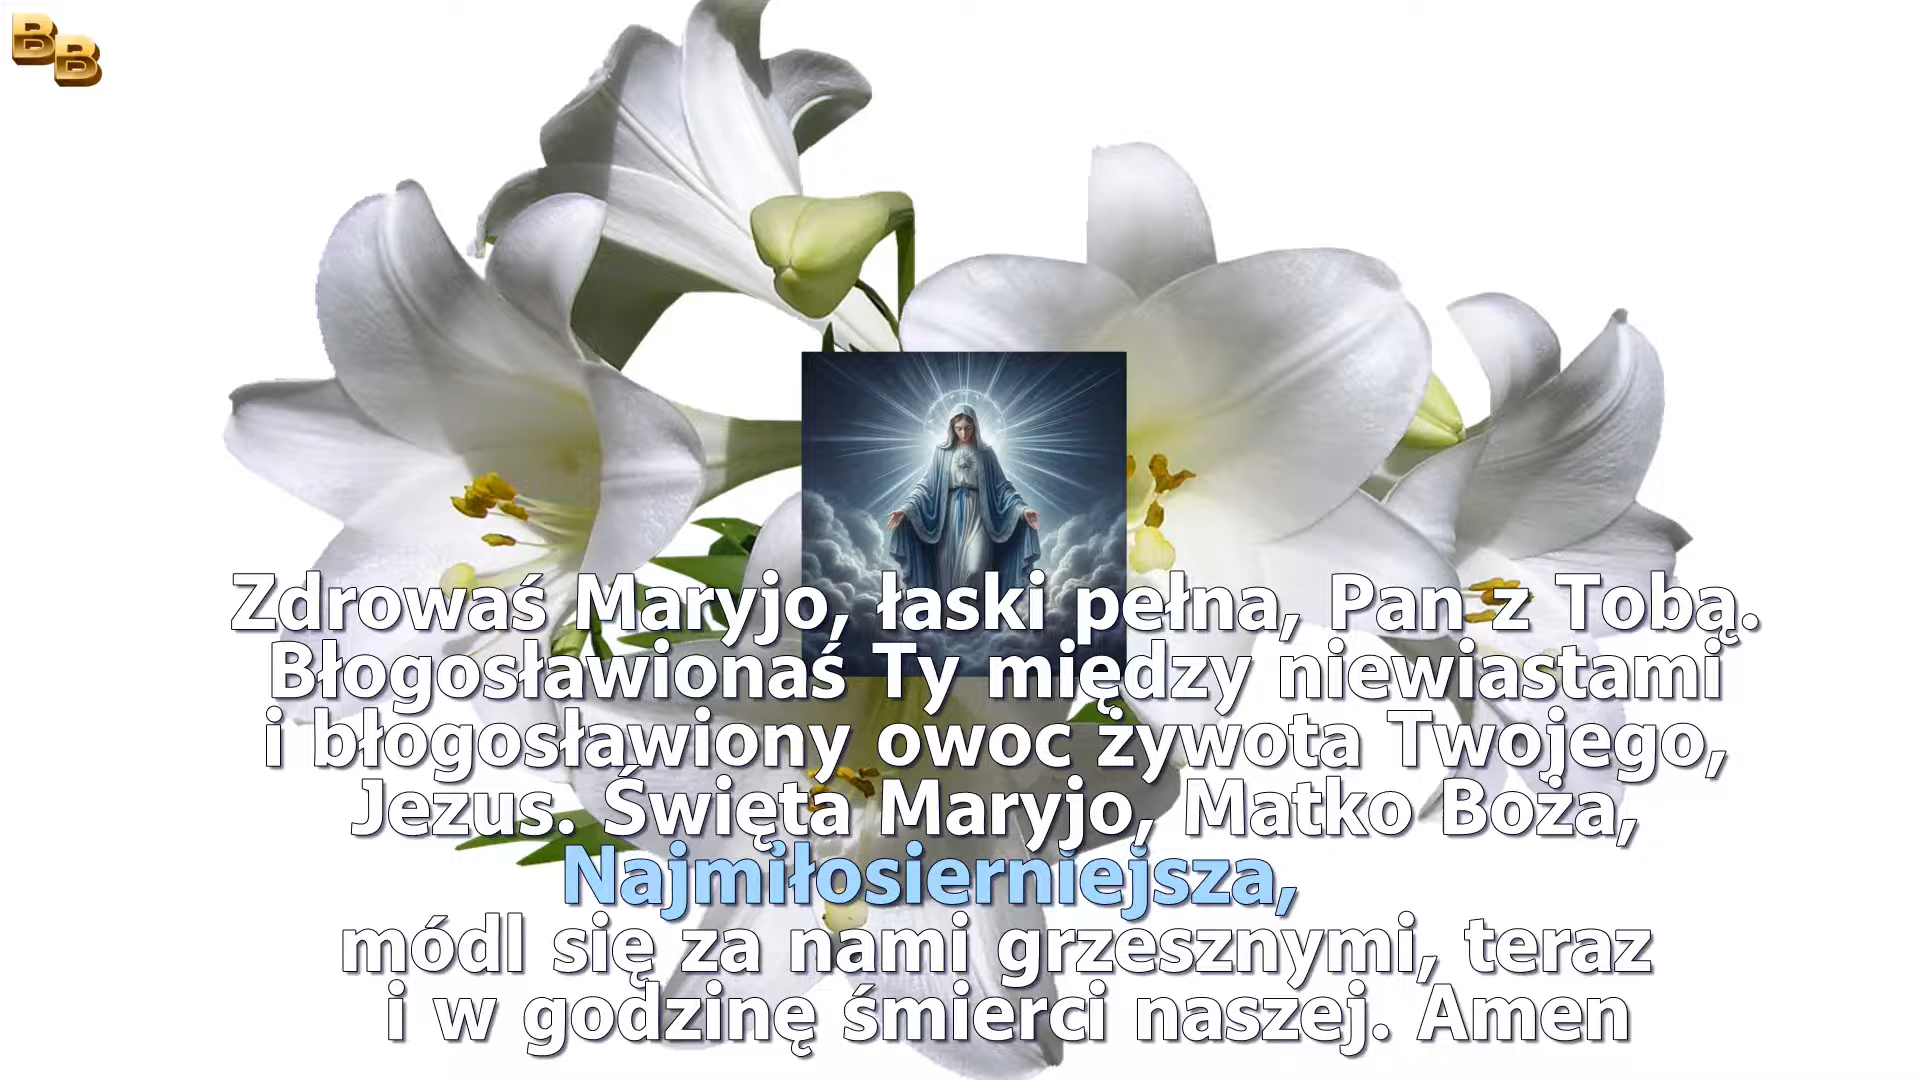 BB
Zdrowaś Maryjo, łaski pełna, Pan z Tobą.
Błogosławionaś Ty między niewiastami
i błogosławiony owoc żywota Twojego,
Jezus. Święta Maryjo, Matko Boża,
Najmiłosierniejsza,
módl się za nami grzesznymi, teraz
i w godzinę śmierci naszej. Amen